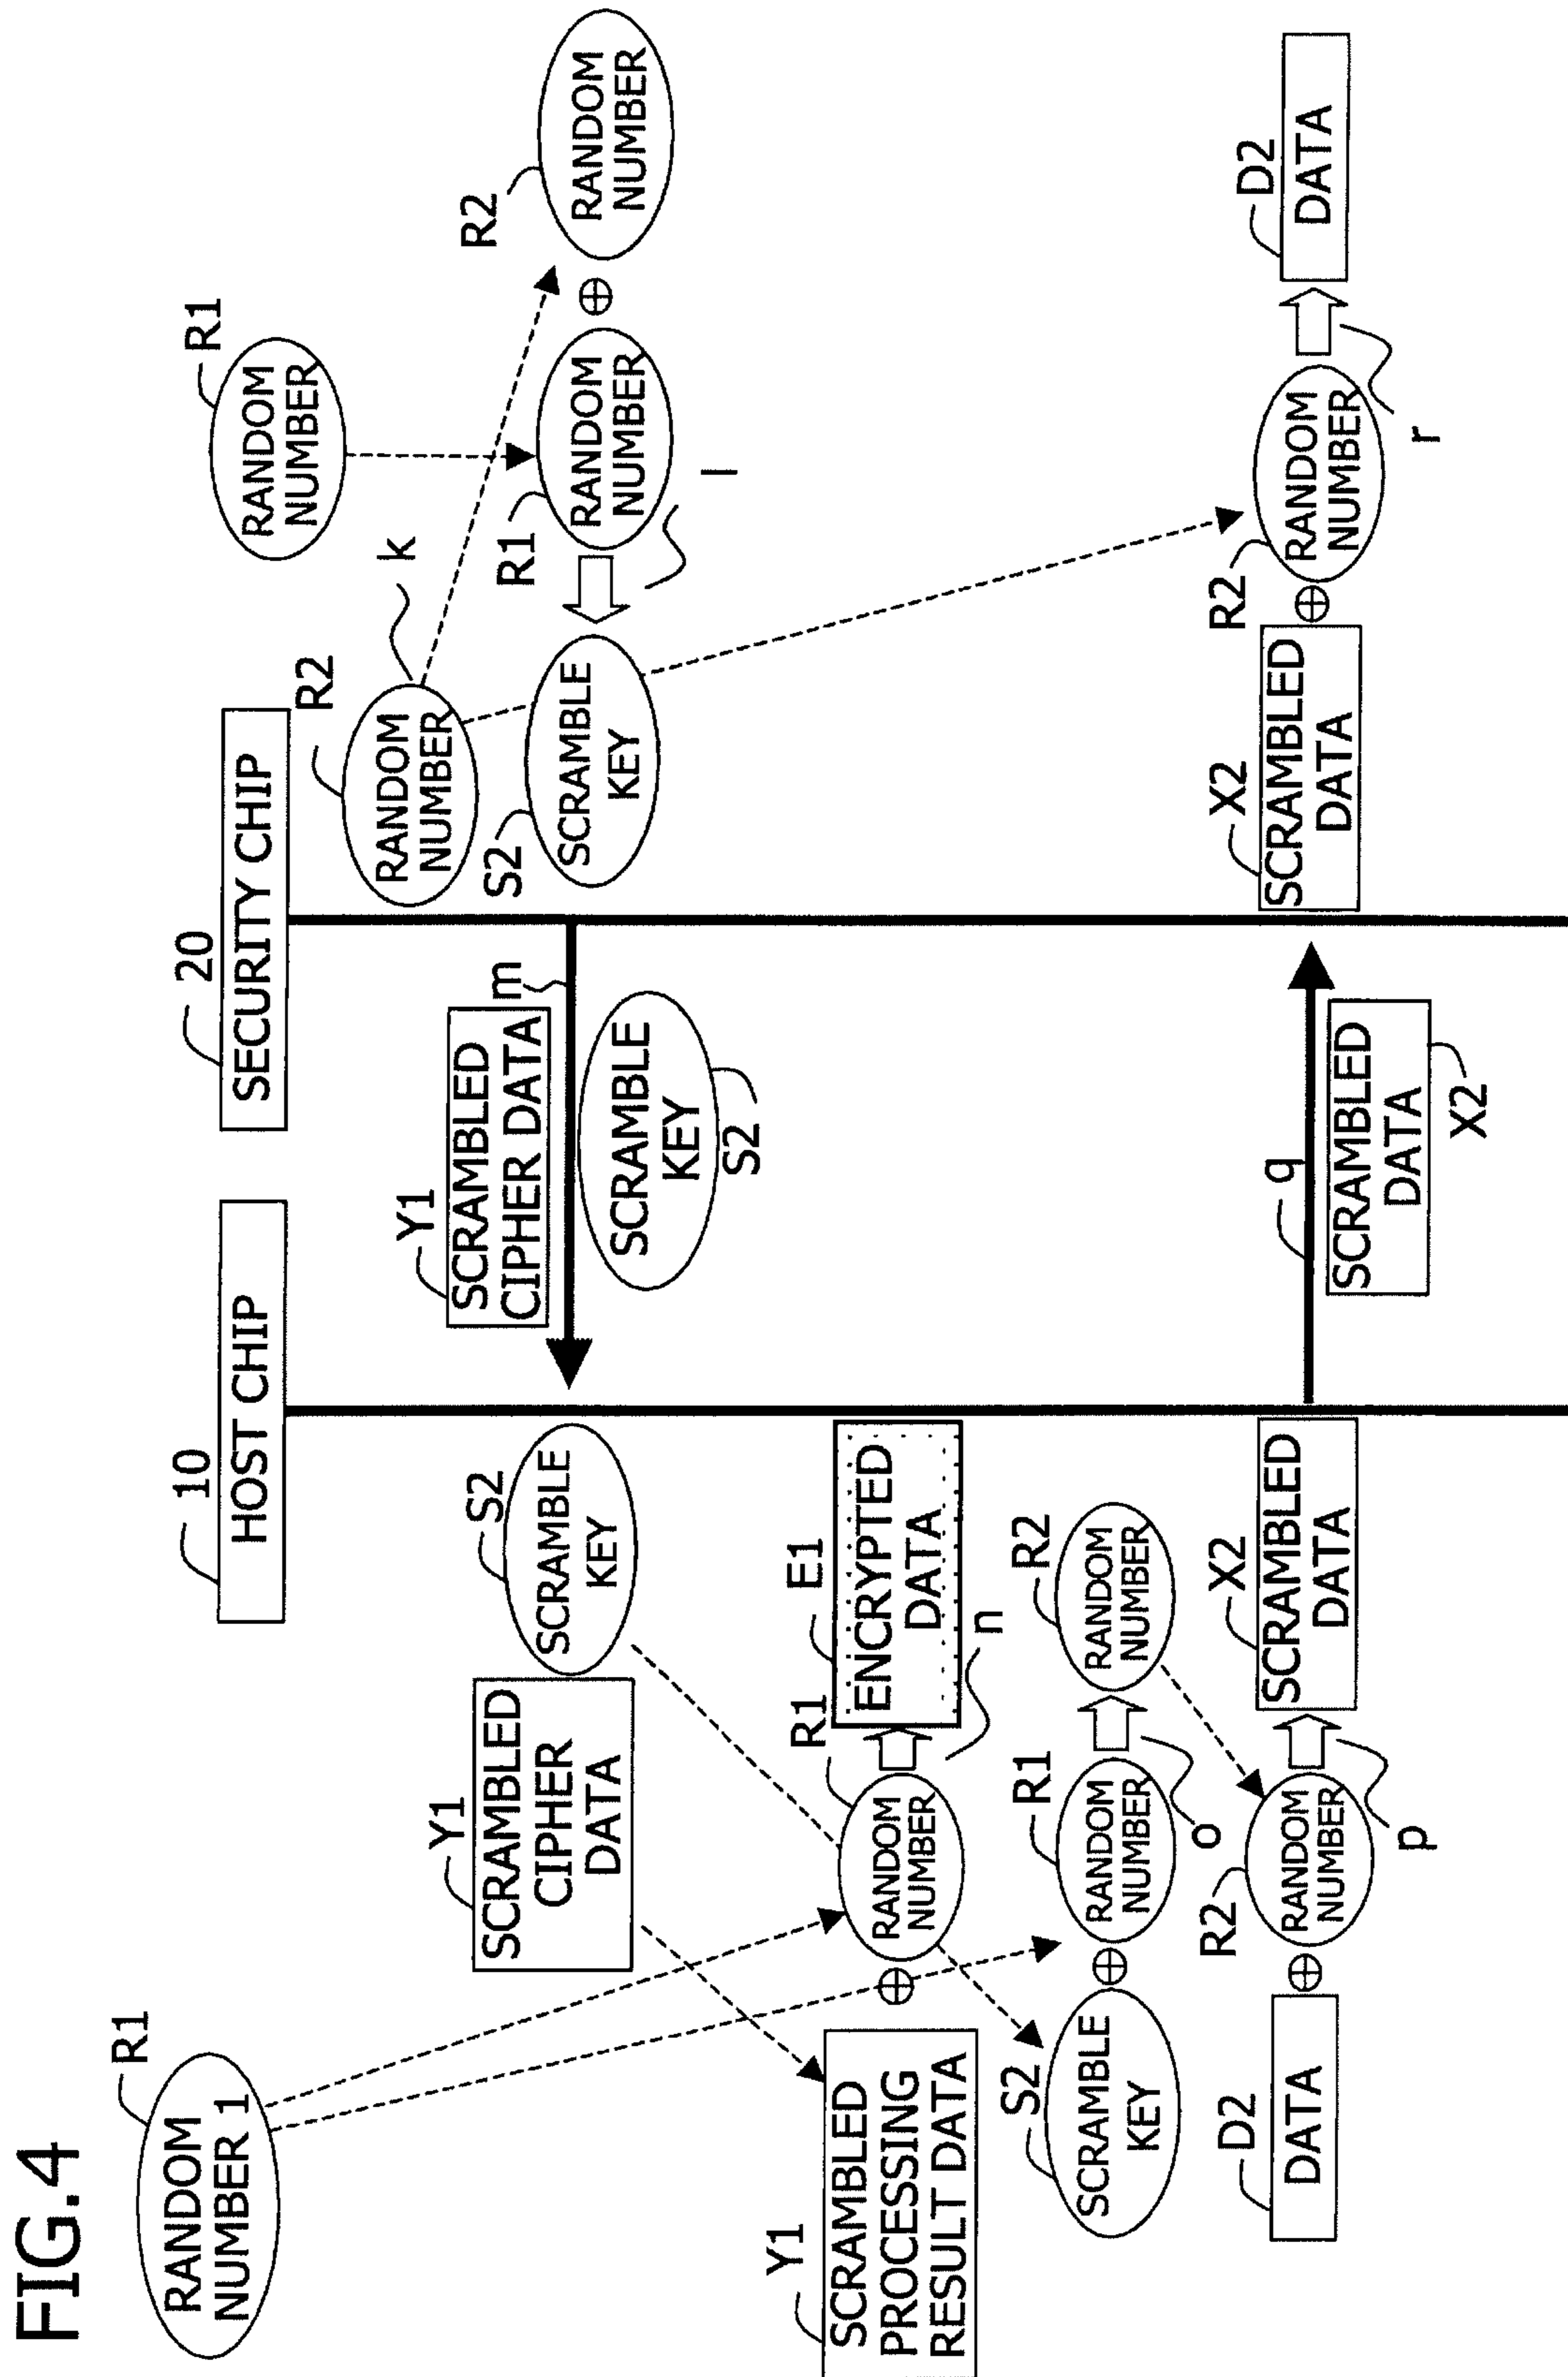 FIG.4
R1
RANDOM
NUMBER 1
10
HOST CHIP
20
SECURITY CHIP
R1
RANDOM
NUMBER
R2
RANDOM
NUMBER
k
Y1
SCRAMBLED
CIPHER
DATA
S2
SCRAMBLE
KEY
Y1
SCRAMBLED
CIPHER DATA
m
SCRAMBLE
KEY
S2
S2
SCRAMBLE
KEY
l
R1
RANDOM
NUMBER
⊕
R2
RANDOM
NUMBER
Y1
SCRAMBLED
PROCESSING
RESULT DATA
⊕
R1
RANDOM
NUMBER
n
E1
ENCRYPTED
DATA
S2
SCRAMBLE
KEY
⊕
R1
RANDOM
NUMBER
o
R2
RANDOM
NUMBER
D2
DATA
⊕
R2
RANDOM
NUMBER
p
X2
SCRAMBLED
DATA
q
SCRAMBLED
DATA
X2
X2
SCRAMBLED
DATA
⊕
R2
RANDOM
NUMBER
r
D2
DATA